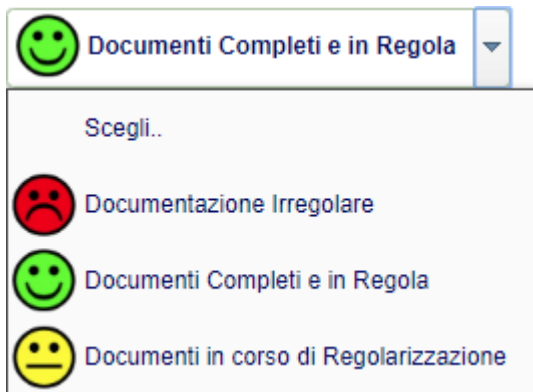 Documenti Completi e in Regola
Scegli..
Documentazione Irregolare
Documenti Completi e in Regola
Documenti in corso di Regolarizzazione